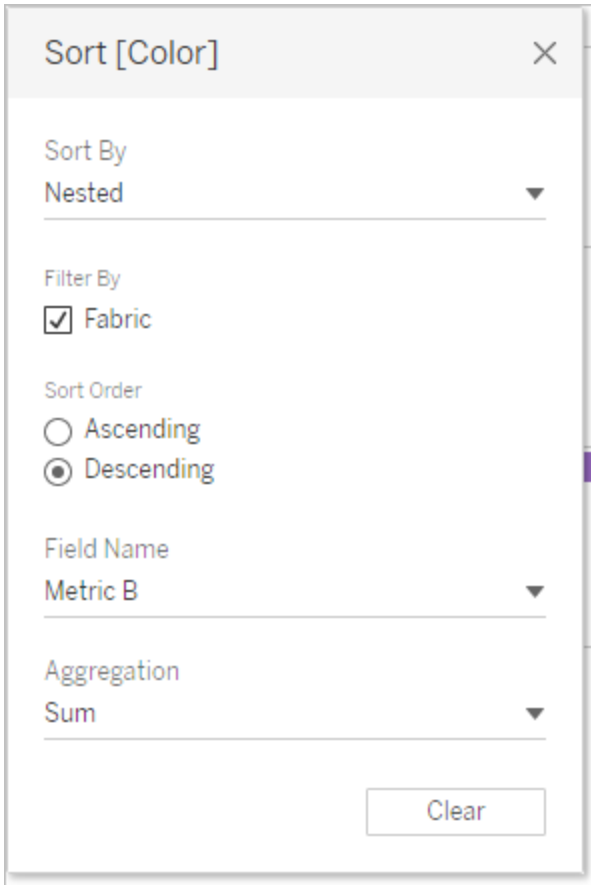 Sort [Color]
Sort By
Nested
Filter By
Fabric
Sort Order
Ascending
Descending
Field Name
Metric B
Aggregation
Sum
Clear